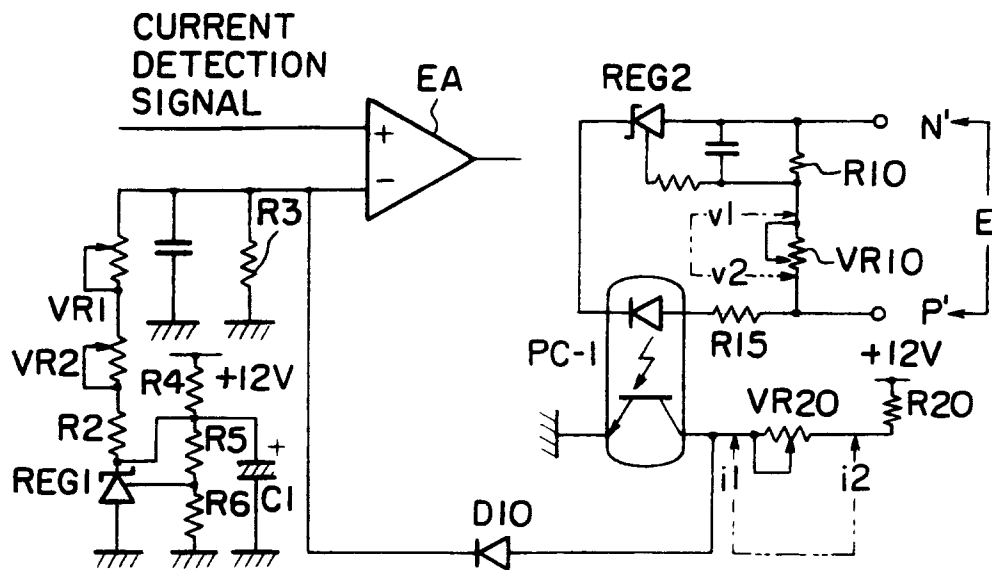 CURRENT
DETECTION
SIGNAL
EA
+
−
REG2
N'
R10
E
v1
v2
VR10
P'
R3
VR1
VR2
R4
+12V
R2
R5
REG1
R6
+
C1
PC-1
R15
+12V
VR20
R20
i1
i2
D10